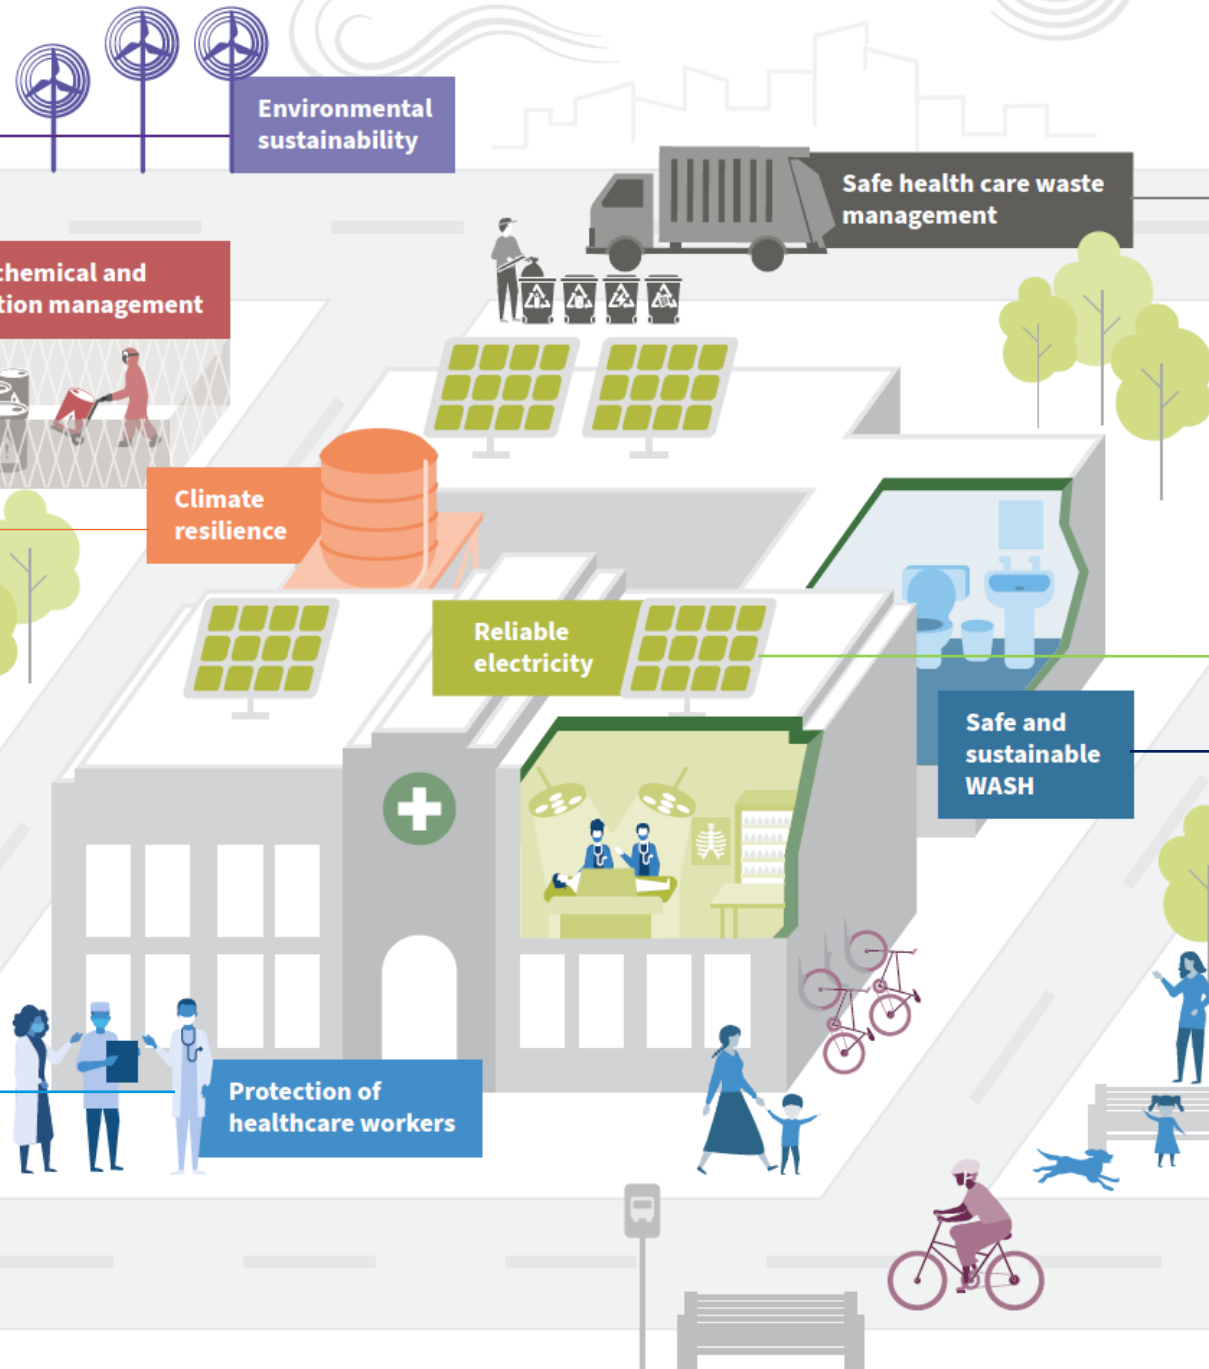 Environmental
sustainability
Safe health care waste
management
chemical and
tion management
Climate
resilience
Reliable
electricity
Safe and
sustainable
WASH
Protection of
healthcare workers